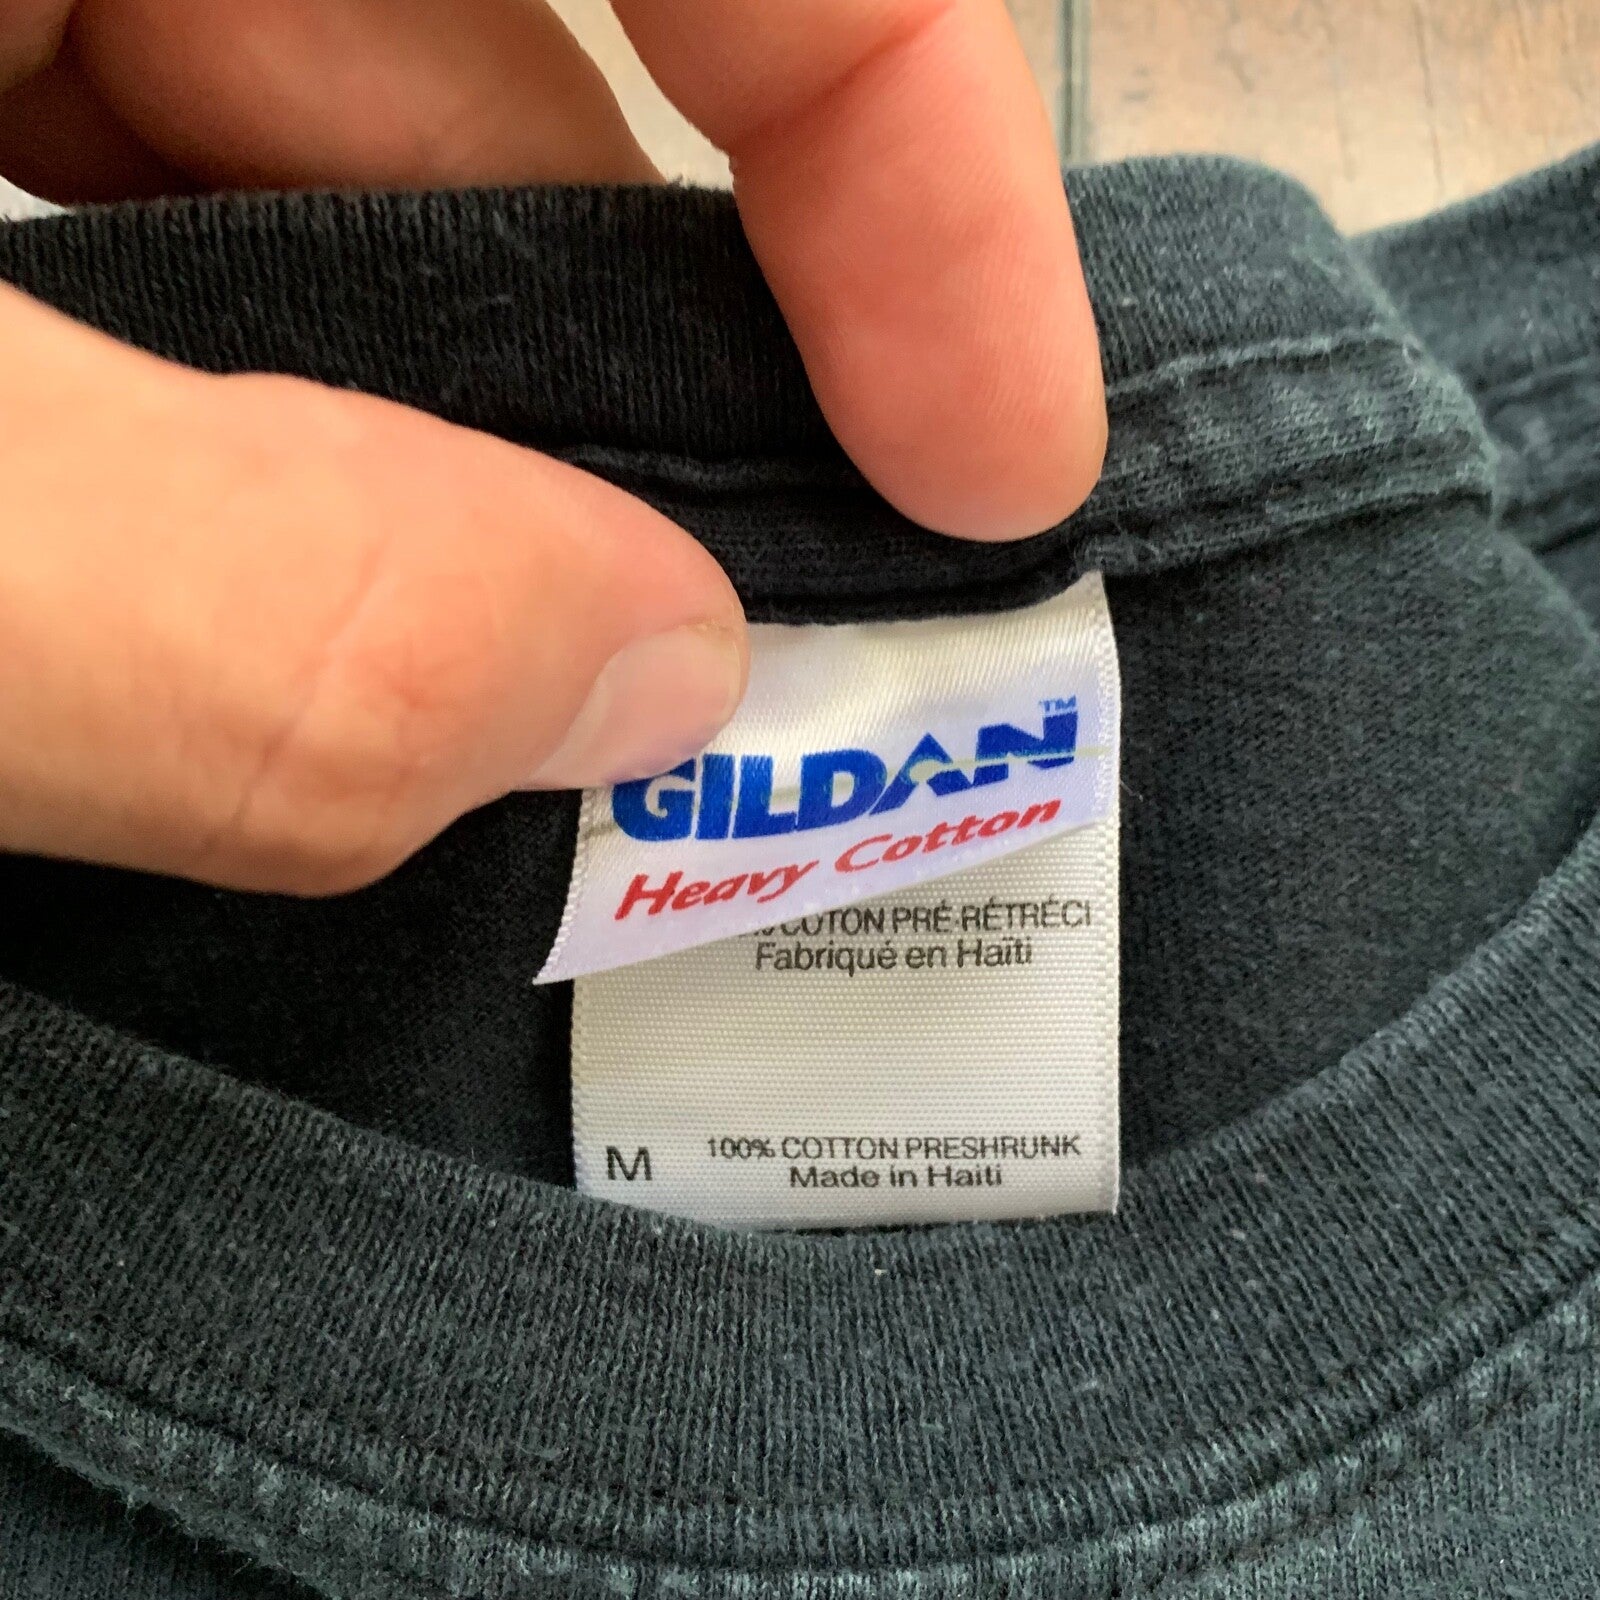 GILDAN™
Heavy Cotton
COTON PRÉ-RÉTRÉCI
Fabriqué en Haïti
M
100% COTTON PRESHRUNK
Made in Haiti